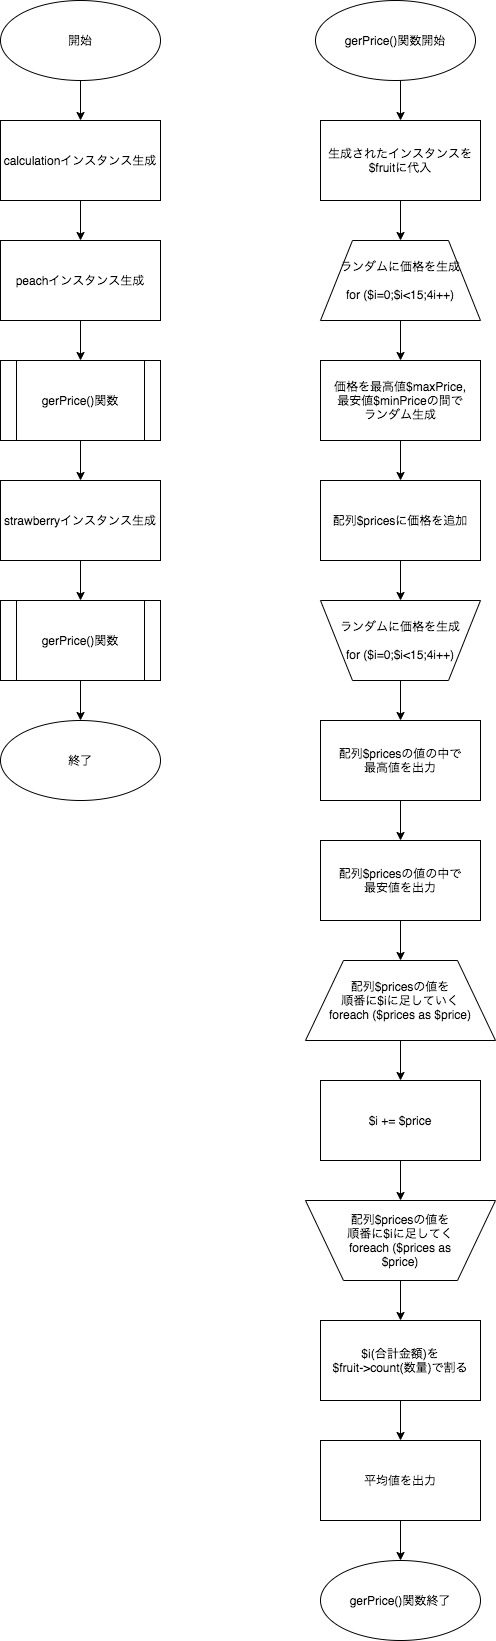 開始
calculationインスタンス生成
peachインスタンス生成
gerPrice()関数
strawberryインスタンス生成
gerPrice()関数
終了
gerPrice()関数開始
生成されたインスタンスを
$fruitに代入
ランダムに価格を生成
for ($i=0;$i<15;4i++)
価格を最高値$maxPrice,
最安値$minPriceの間で
ランダム生成
配列$pricesに価格を追加
ランダムに価格を生成
for ($i=0;$i<15;4i++)
配列$pricesの値の中で
最高値を出力
配列$pricesの値の中で
最安値を出力
配列$pricesの値を
順番に$iに足していく
foreach ($prices as $price)
$i += $price
配列$pricesの値を
順番に$iに足してく
foreach ($prices as
$price)
$i(合計金額)を
$fruit->count(数量)で割る
平均値を出力
gerPrice()関数終了